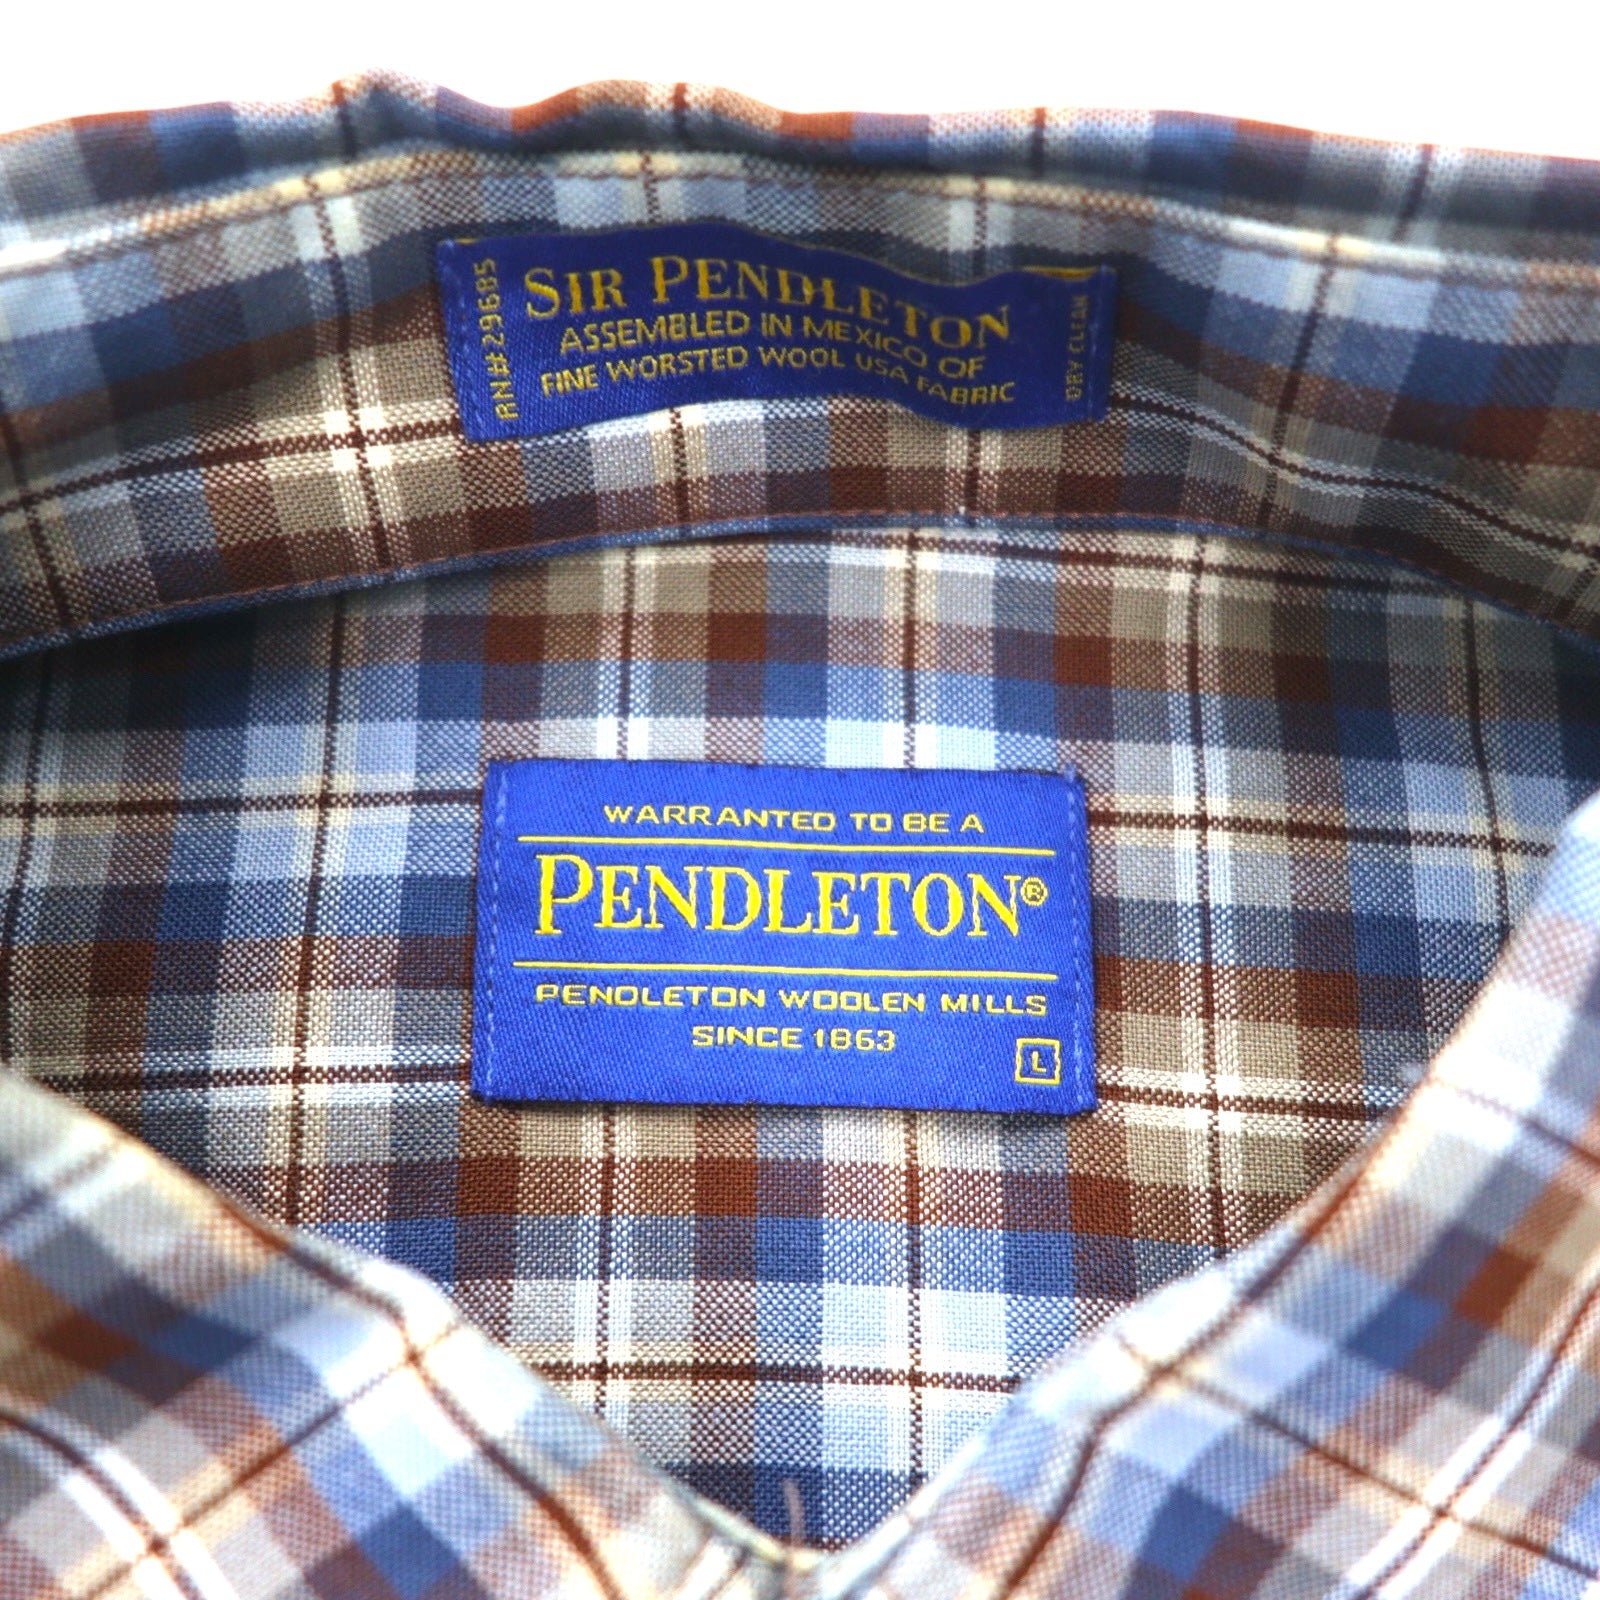 SIR PENDLETON
ASSEMBLED IN MEXICO OF
FINE WORSTED WOOL USA FABRIC
RN#29685
DRY CLEAN
WARRANTED TO BE A
PENDLETON®
PENDLETON WOOLEN MILLS
SINCE 1863
L